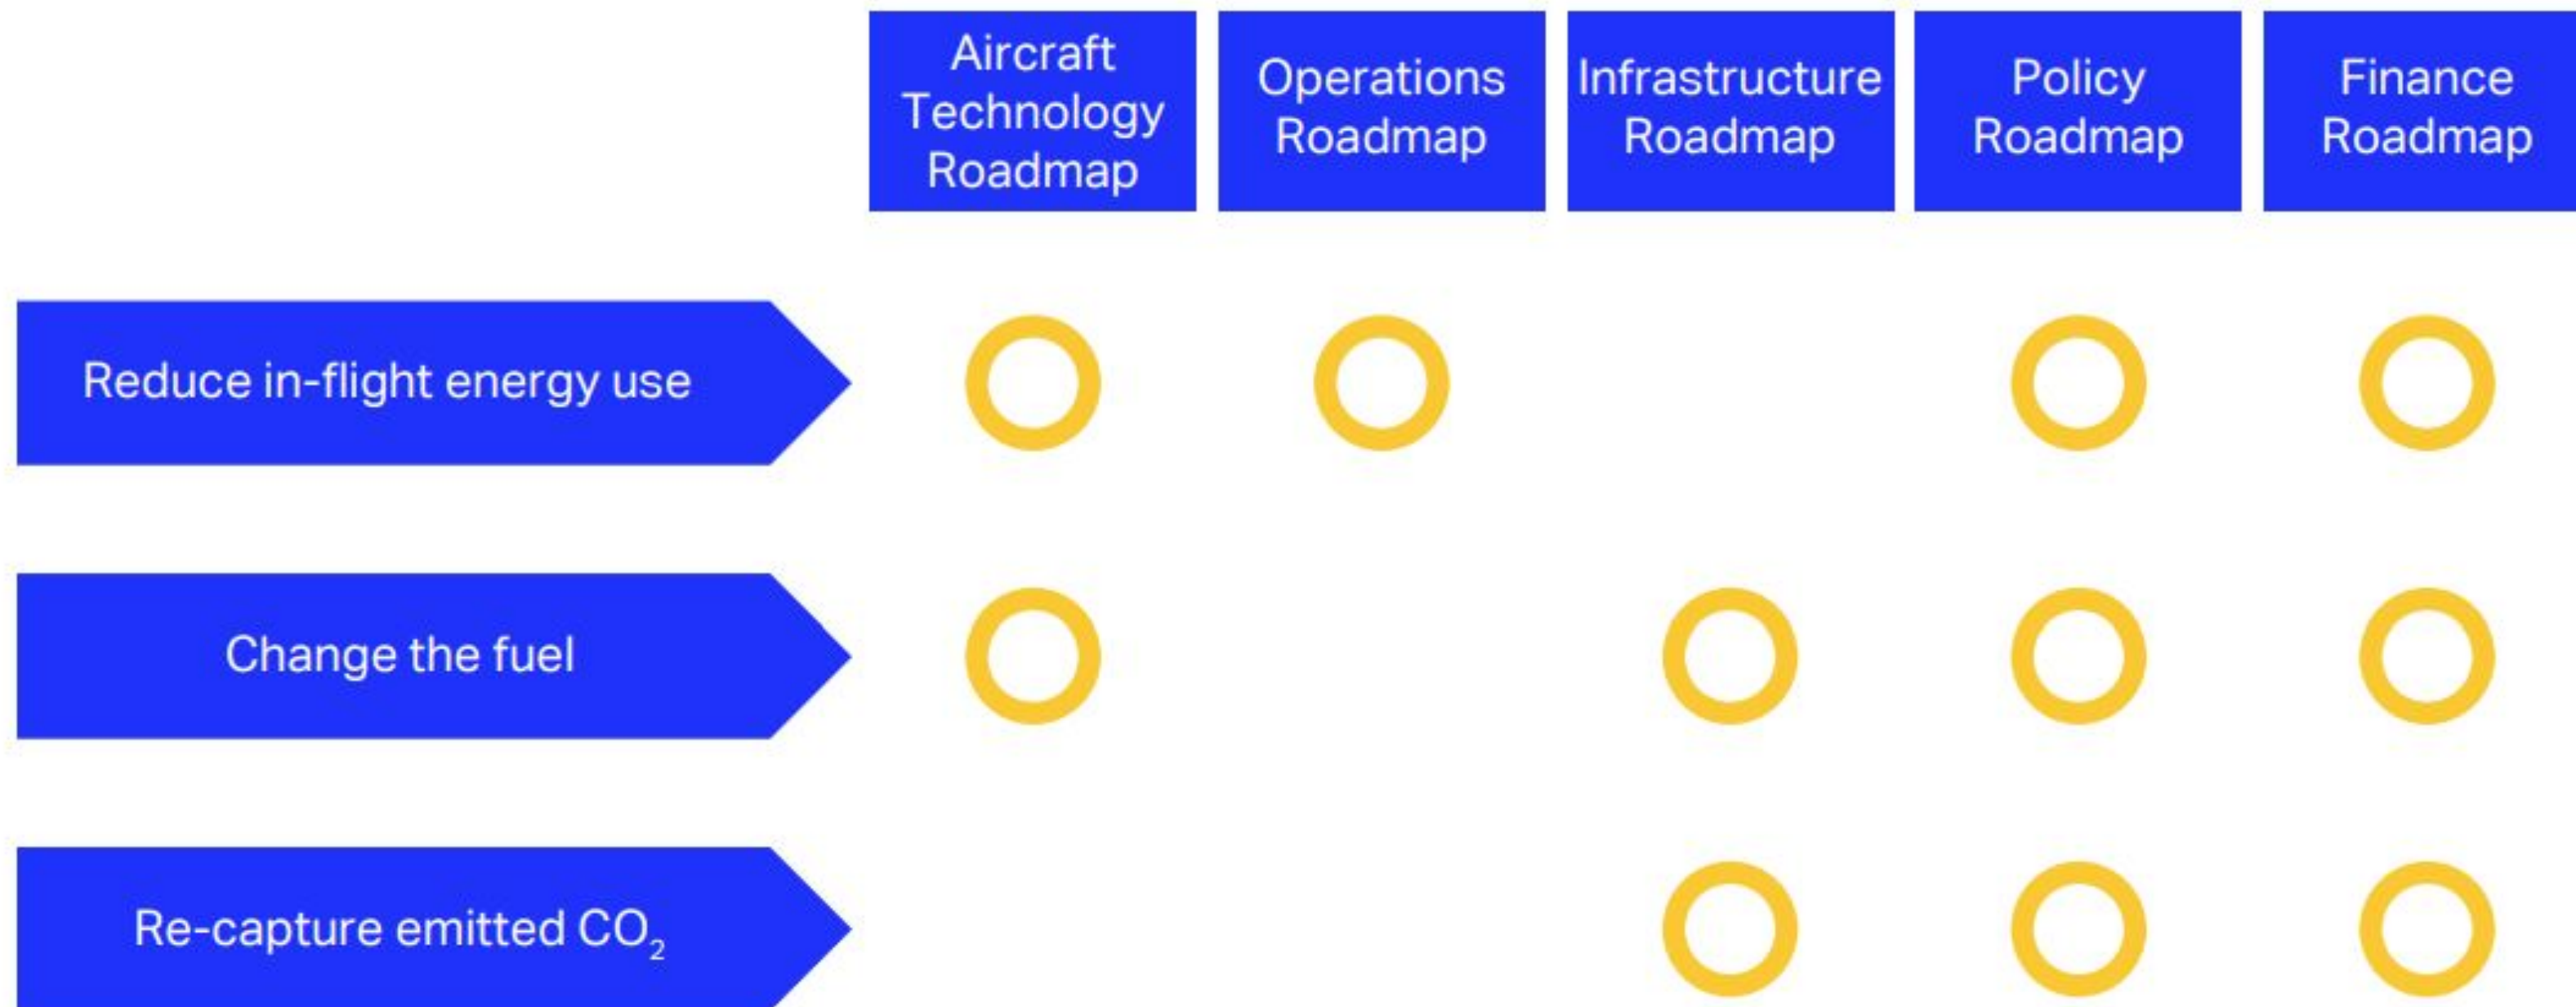 Aircraft
Technology
Roadmap
Operations
Roadmap
Infrastructure
Roadmap
Policy
Roadmap
Finance
Roadmap
Reduce in-flight energy use
Change the fuel
Re-capture emitted CO₂